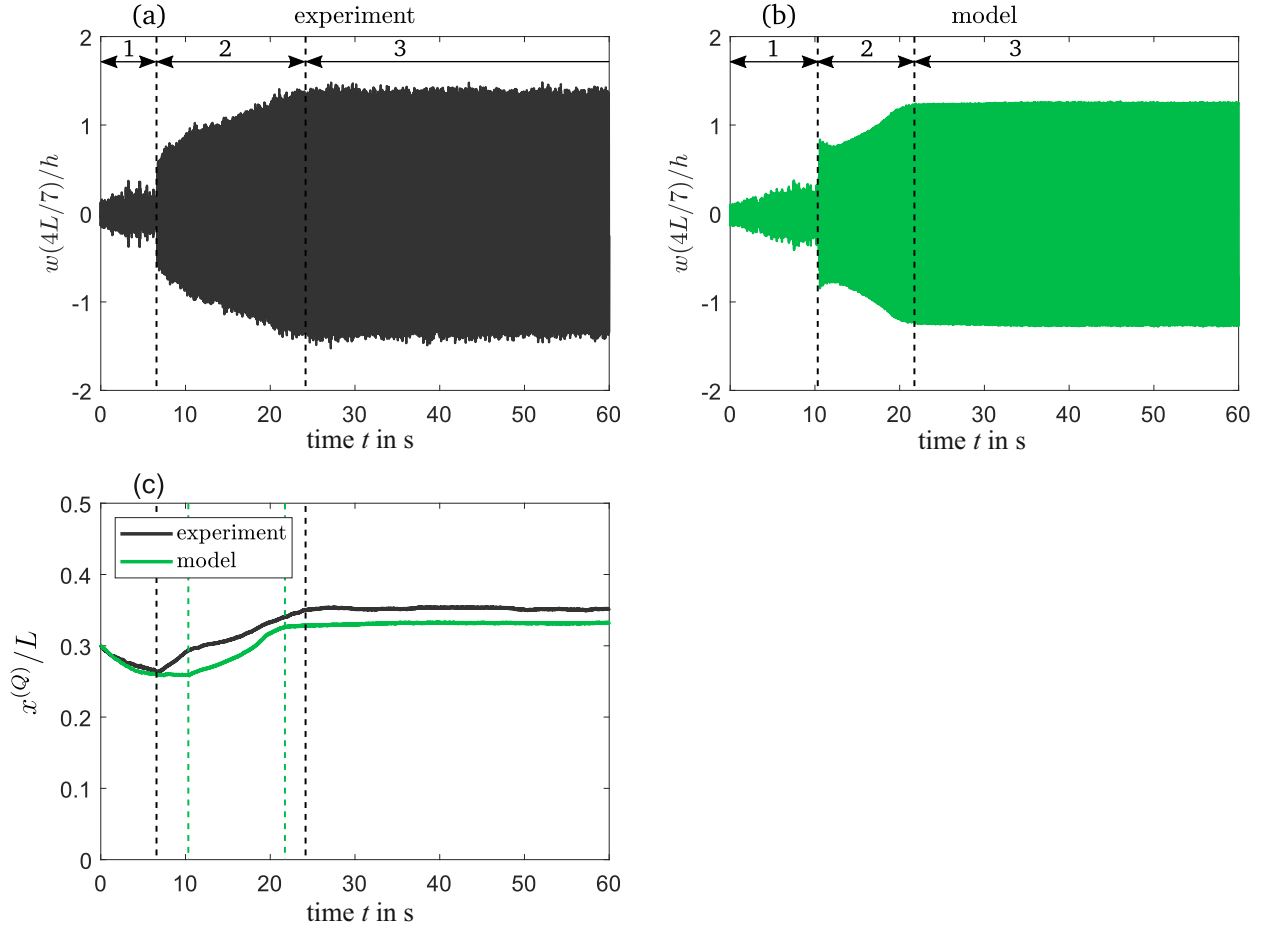 (a) experiment
1 2 3
2
1
0
-1
-2
w(4L/7)/h
0 10 20 30 40 50 60
time t in s
(b) model
1 2 3
2
1
0
-1
-2
w(4L/7)/h
0 10 20 30 40 50 60
time t in s
(c)
experiment
model
0.5
0.4
0.3
0.2
0.1
0
x^(Q)/L
0 10 20 30 40 50 60
time t in s